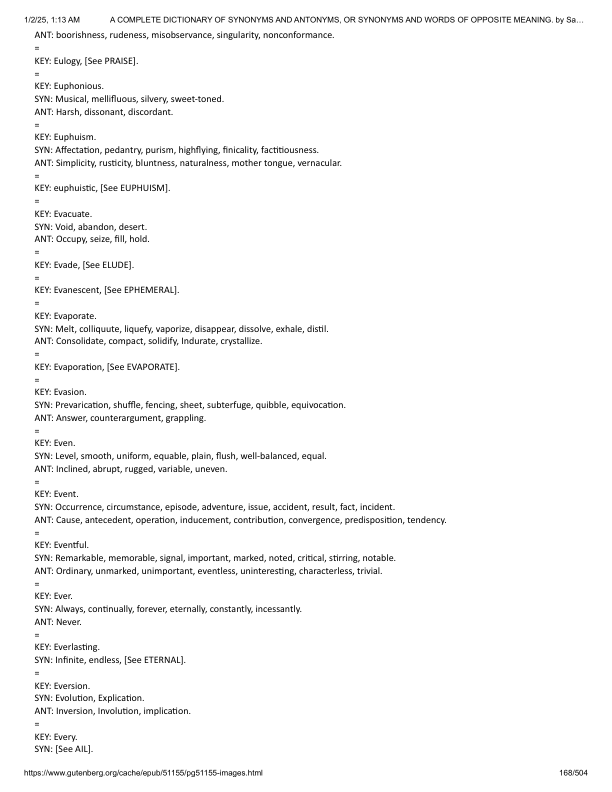 1/2/25, 1:13 AM A COMPLETE DICTIONARY OF SYNONYMS AND ANTONYMS, OR SYNONYMS AND WORDS OF OPPOSITE MEANING. by Sa…
ANT: boorishness, rudeness, misobservance, singularity, nonconformance.
=
KEY: Eulogy, [See PRAISE].
=
KEY: Euphonious.
SYN: Musical, mellifluous, silvery, sweet-toned.
ANT: Harsh, dissonant, discordant.
=
KEY: Euphuism.
SYN: Affectation, pedantry, purism, highflying, finicality, factitiousness.
ANT: Simplicity, rusticity, bluntness, naturalness, mother tongue, vernacular.
=
KEY: euphuistic, [See EUPHUISM].
=
KEY: Evacuate.
SYN: Void, abandon, desert.
ANT: Occupy, seize, fill, hold.
=
KEY: Evade, [See ELUDE].
=
KEY: Evanescent, [See EPHEMERAL].
=
KEY: Evaporate.
SYN: Melt, colliquute, liquefy, vaporize, disappear, dissolve, exhale, distil.
ANT: Consolidate, compact, solidify, Indurate, crystallize.
=
KEY: Evaporation, [See EVAPORATE].
=
KEY: Evasion.
SYN: Prevarication, shuffle, fencing, sheet, subterfuge, quibble, equivocation.
ANT: Answer, counterargument, grappling.
=
KEY: Even.
SYN: Level, smooth, uniform, equable, plain, flush, well-balanced, equal.
ANT: Inclined, abrupt, rugged, variable, uneven.
=
KEY: Event.
SYN: Occurrence, circumstance, episode, adventure, issue, accident, result, fact, incident.
ANT: Cause, antecedent, operation, inducement, contribution, convergence, predisposition, tendency.
=
KEY: Eventful.
SYN: Remarkable, memorable, signal, important, marked, noted, critical, stirring, notable.
ANT: Ordinary, unmarked, unimportant, eventless, uninteresting, characterless, trivial.
=
KEY: Ever.
SYN: Always, continually, forever, eternally, constantly, incessantly.
ANT: Never.
=
KEY: Everlasting.
SYN: Infinite, endless, [See ETERNAL].
=
KEY: Eversion.
SYN: Evolution, Explication.
ANT: Inversion, Involution, implication.
=
KEY: Every.
SYN: [See AIL].
https://www.gutenberg.org/cache/epub/51155/pg51155-images.html 168/504